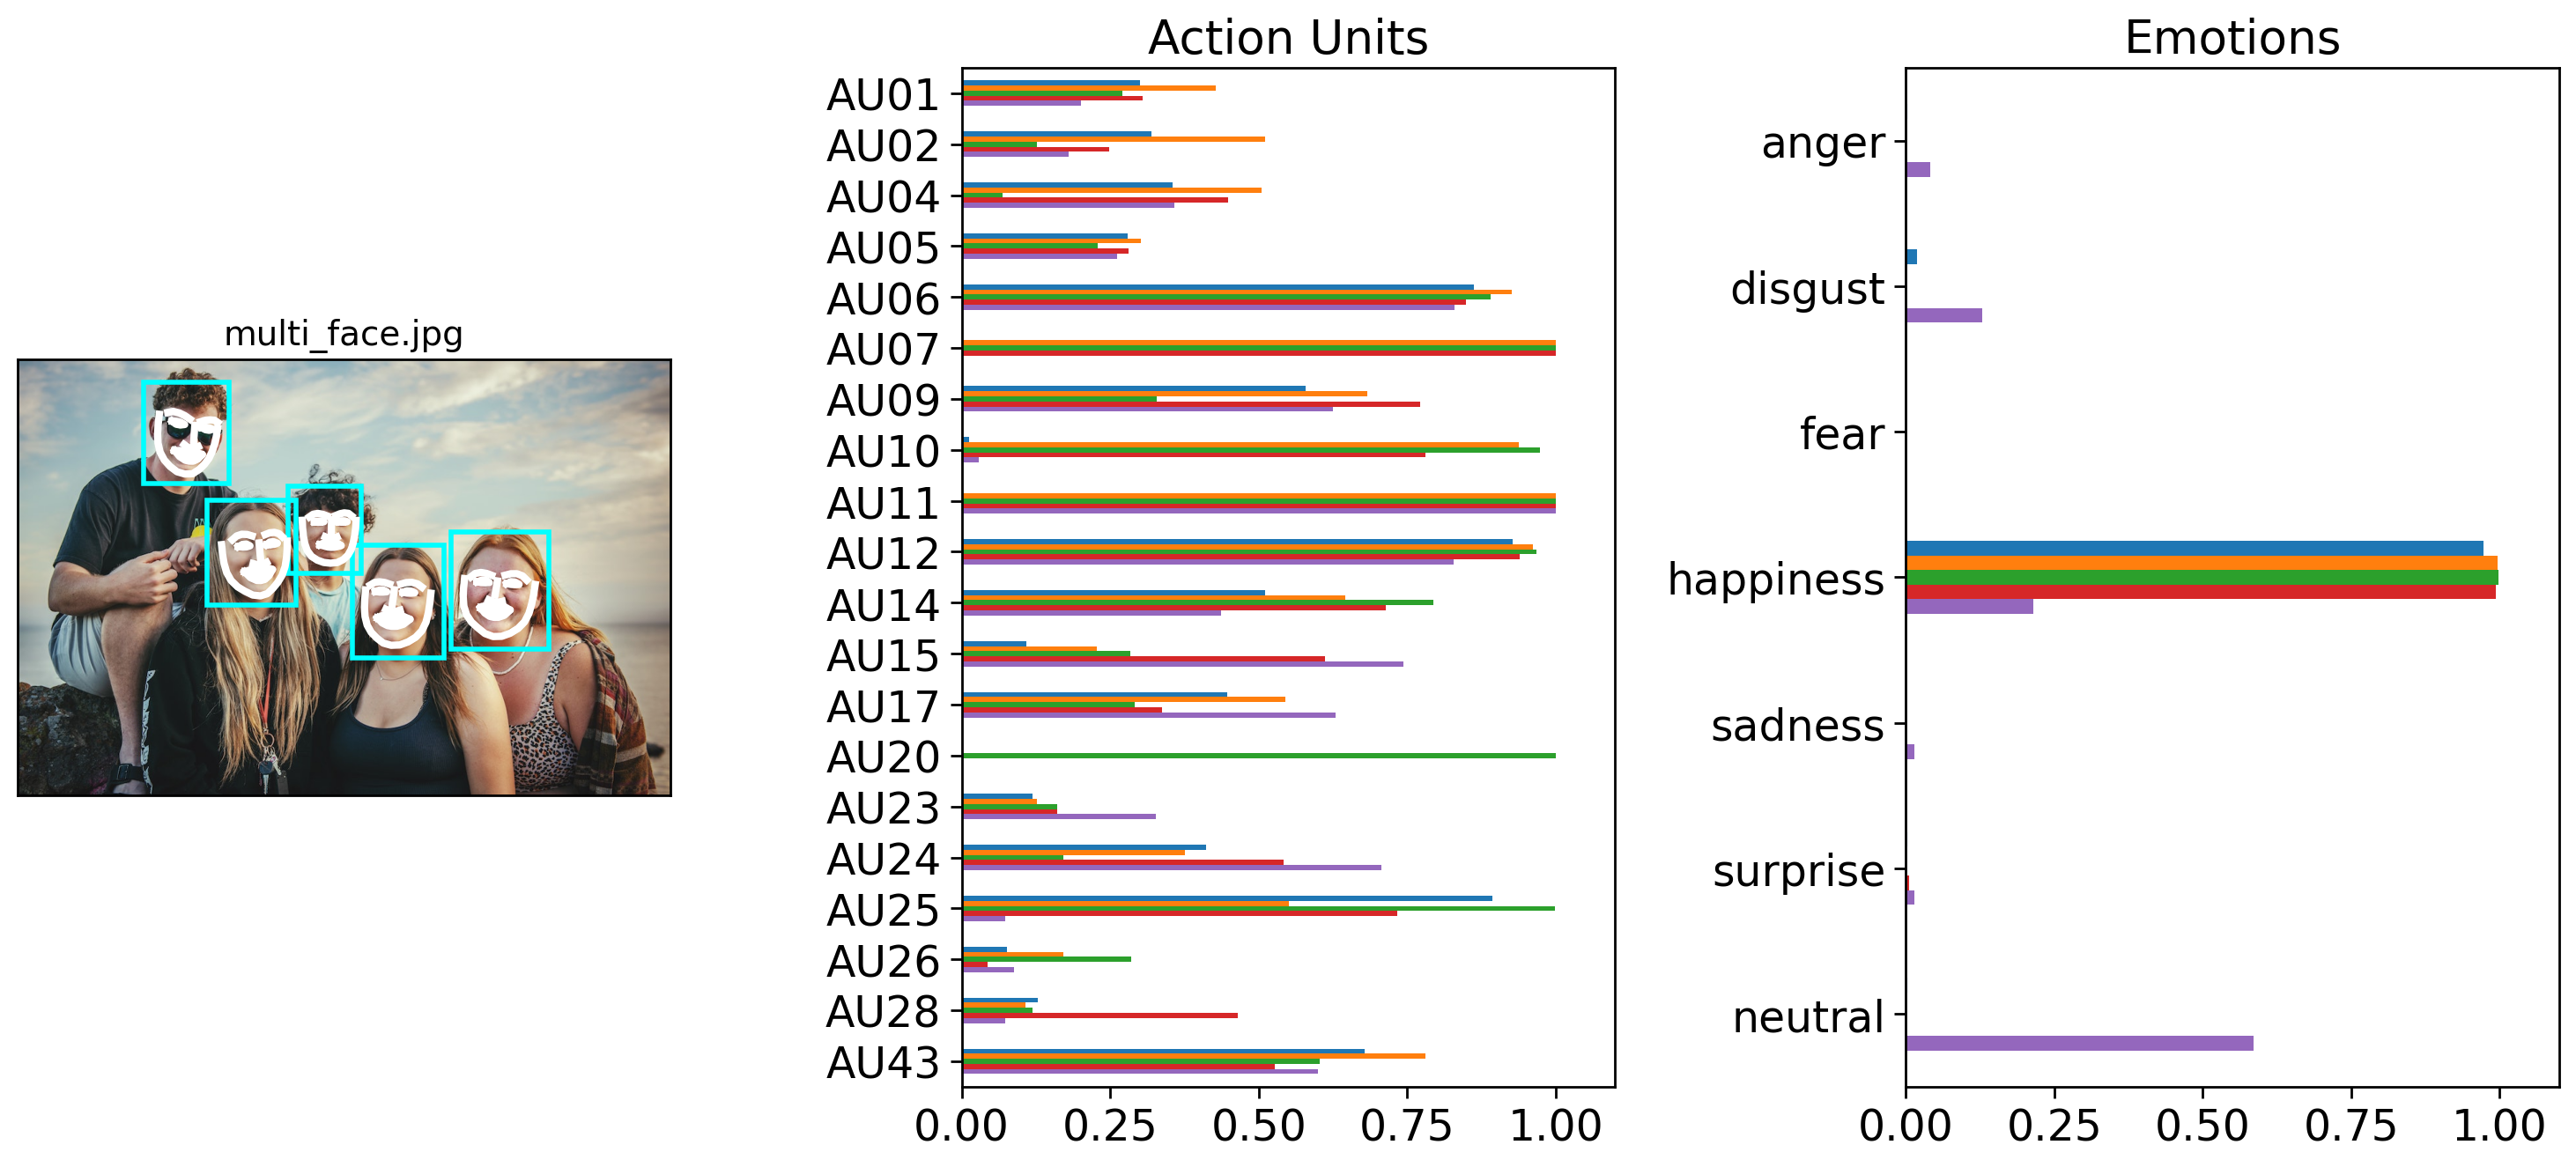 multi_face.jpg
Action Units
AU01
AU02
AU04
AU05
AU06
AU07
AU09
AU10
AU11
AU12
AU14
AU15
AU17
AU20
AU23
AU24
AU25
AU26
AU28
AU43
0.00 0.25 0.50 0.75 1.00
Emotions
anger
disgust
fear
happiness
sadness
surprise
neutral
0.00 0.25 0.50 0.75 1.00